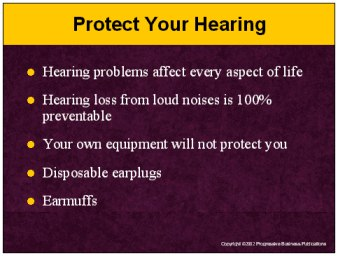 Protect Your Hearing
Hearing problems affect every aspect of life
Hearing loss from loud noises is 100%
preventable
Your own equipment will not protect you
Disposable earplugs
Earmuffs
Copyright © Progressive Business Publications